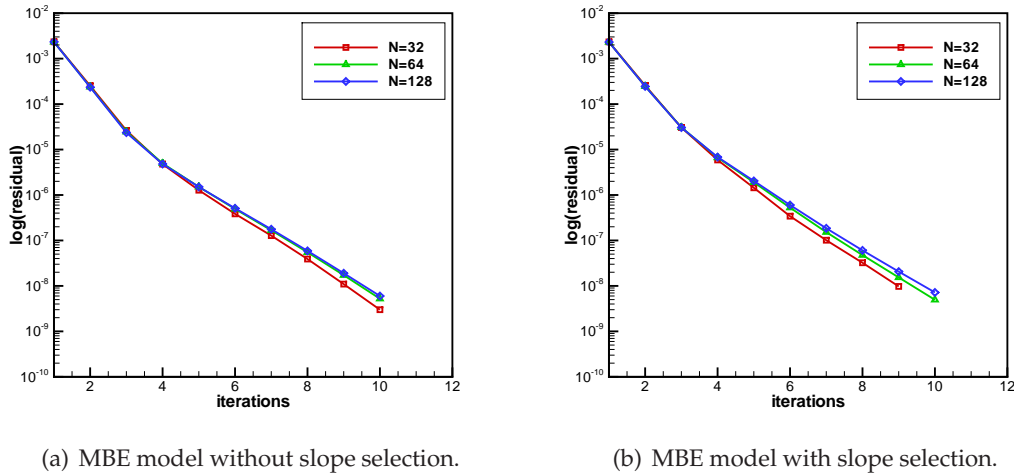 10^-2
10^-3
10^-4
10^-5
10^-6
10^-7
10^-8
10^-9
10^-10
log(residual)
2 4 6 8 10 12
iterations
N=32
N=64
N=128
(a) MBE model without slope selection.
10^-2
10^-3
10^-4
10^-5
10^-6
10^-7
10^-8
10^-9
10^-10
log(residual)
2 4 6 8 10 12
iterations
N=32
N=64
N=128
(b) MBE model with slope selection.